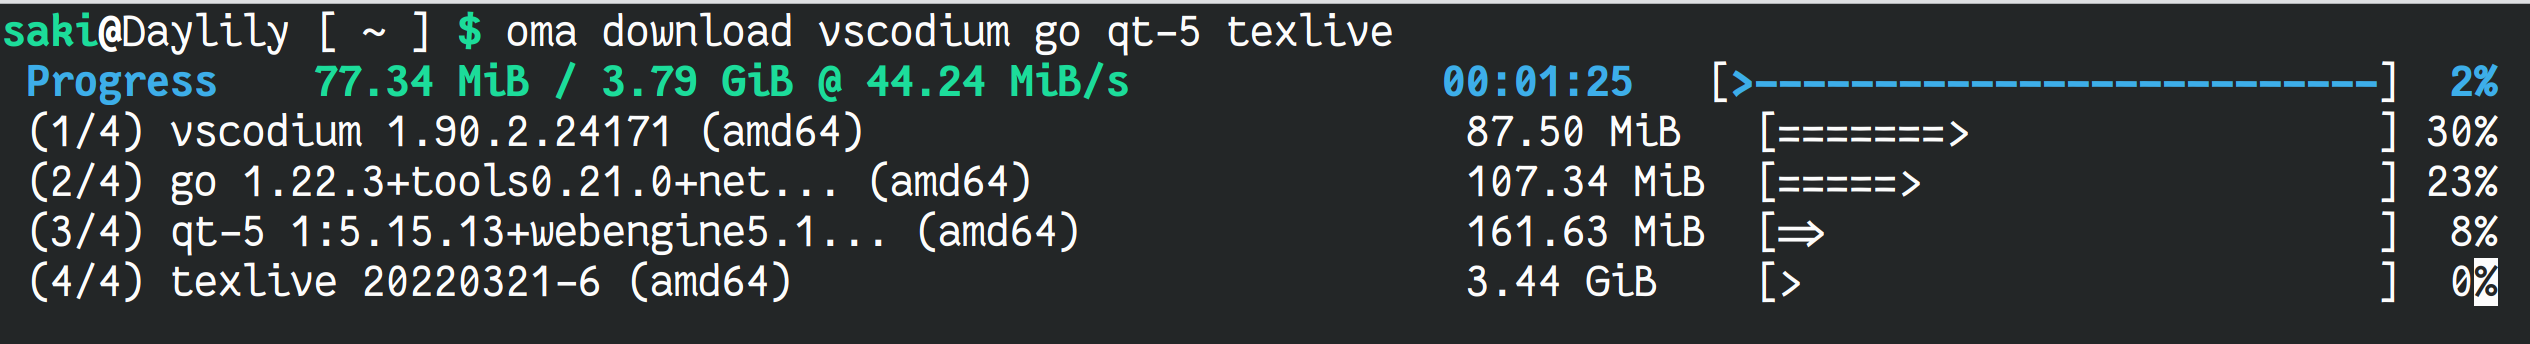 saki@Daylily [ ~ ] $ oma download vscodium go qt-5 texlive
Progress 77.34 MiB / 3.79 GiB @ 44.24 MiB/s 00:01:25 [>--------------------------] 2%
(1/4) vscodium 1.90.2.24171 (amd64) 87.50 MiB [=======> ] 30%
(2/4) go 1.22.3+tools0.21.0+net... (amd64) 107.34 MiB [=====> ] 23%
(3/4) qt-5 1:5.15.13+webengine5.1... (amd64) 161.63 MiB [=> ] 8%
(4/4) texlive 20220321-6 (amd64) 3.44 GiB [> ] 0%